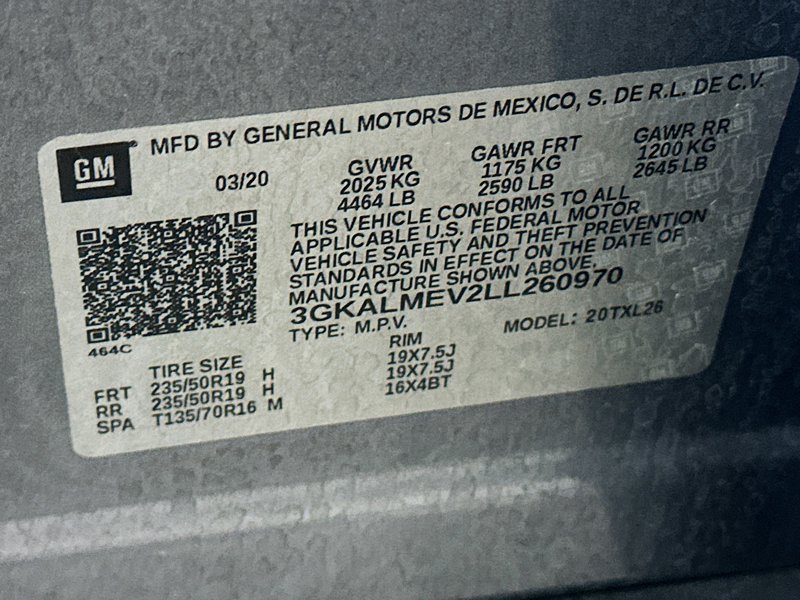 GM
MFD BY GENERAL MOTORS DE MEXICO, S. DE R.L. DE C.V.
03/20
GVWR
2025 KG
4464 LB
GAWR FRT
1175 KG
2590 LB
GAWR RR
1200 KG
2645 LB
THIS VEHICLE CONFORMS TO ALL
APPLICABLE U.S. FEDERAL MOTOR
VEHICLE SAFETY AND THEFT PREVENTION
STANDARDS IN EFFECT ON THE DATE OF
MANUFACTURE SHOWN ABOVE.
3GKALMEV2LL260970
TYPE: M.P.V. MODEL: 20TXL26
464C
TIRE SIZE RIM
FRT 235/50R19 H 19X7.5J
RR 235/50R19 H 19X7.5J
SPA T135/70R16 M 16X4BT